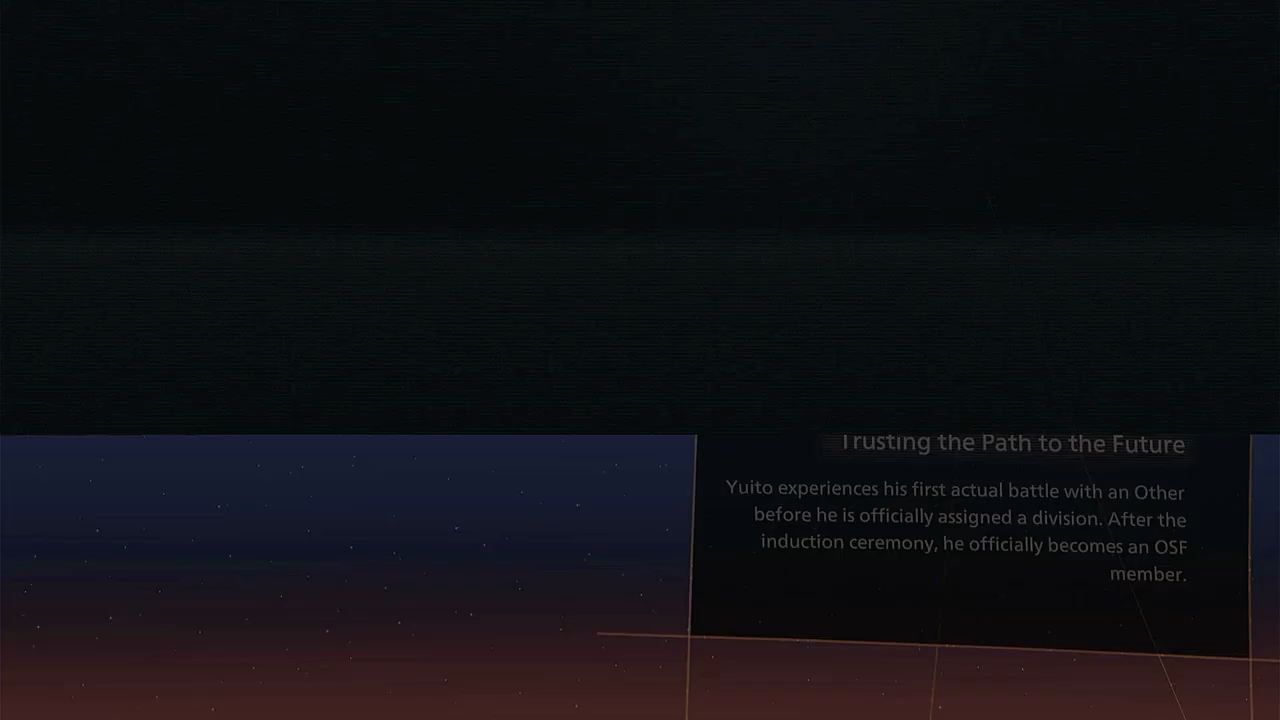 Trusting the Path to the Future
Yuito experiences his first actual battle with an Other
before he is officially assigned a division. After the
induction ceremony, he officially becomes an OSF
member.